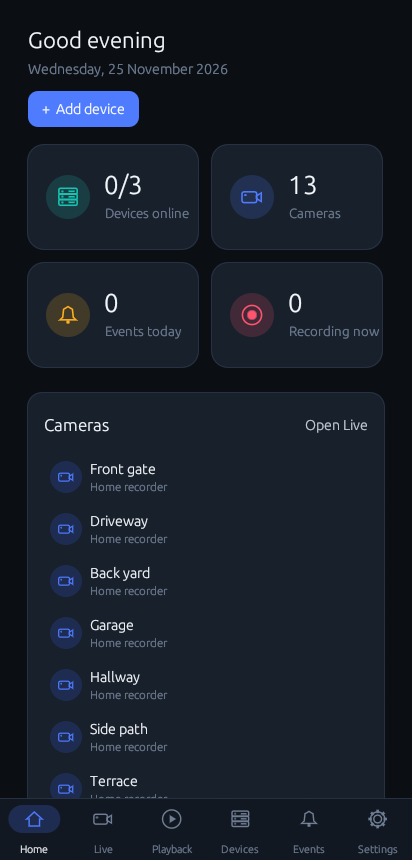 Good evening
Wednesday, 25 November 2026
+ Add device
0/3
Devices online
13
Cameras
0
Events today
0
Recording now
Cameras
Open Live
Front gate
Home recorder
Driveway
Home recorder
Back yard
Home recorder
Garage
Home recorder
Hallway
Home recorder
Side path
Home recorder
Terrace
Home
Live
Playback
Devices
Events
Settings